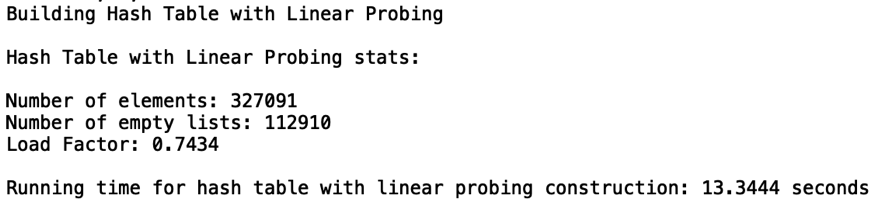 Building Hash Table with Linear Probing
Hash Table with Linear Probing stats:
Number of elements: 327091
Number of empty lists: 112910
Load Factor: 0.7434
Running time for hash table with linear probing construction: 13.3444 seconds